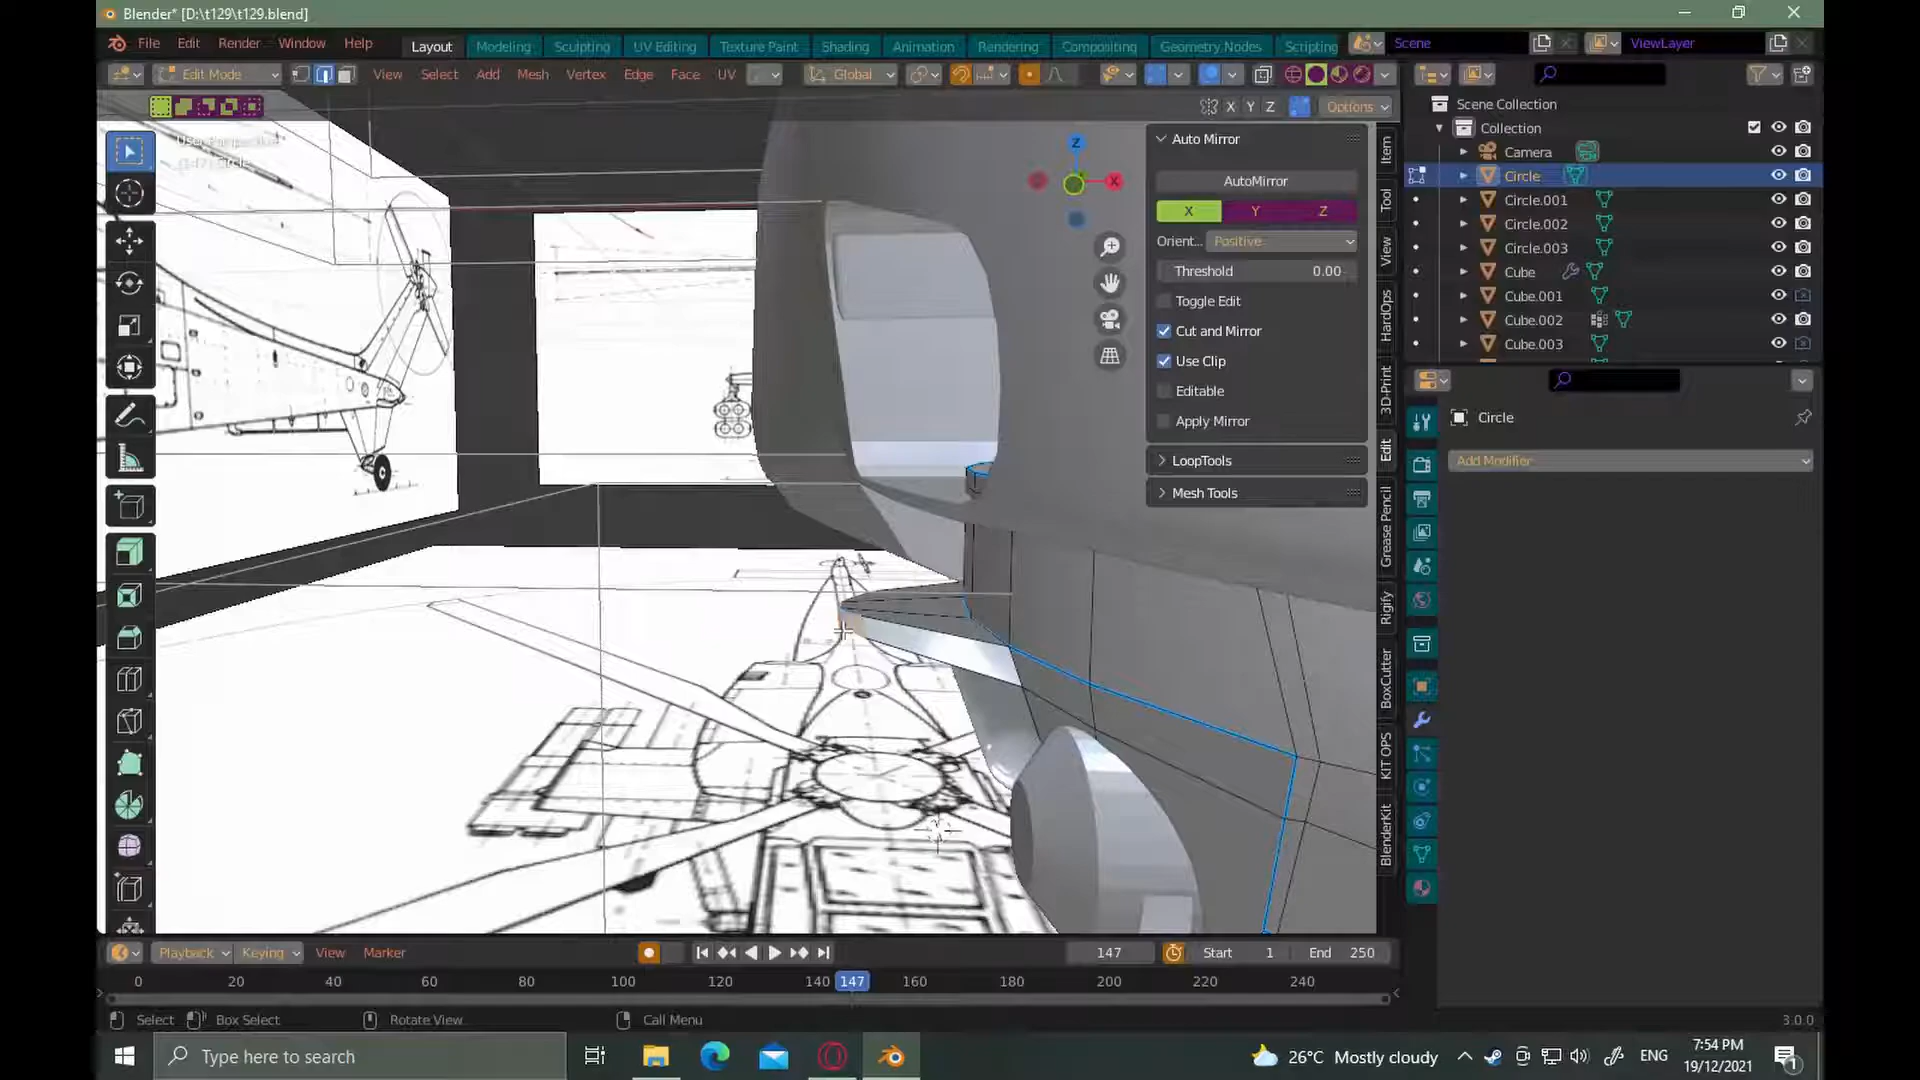 Blender* [D:\t129\t129.blend]
File Edit Render Window Help
Layout Modeling Sculpting UV Editing Texture Paint Shading Animation Rendering Compositing Geometry Nodes Scripting
Scene
ViewLayer
Edit Mode
View Select Add Mesh Vertex Edge Face UV
Global
X Y Z
Options
User Perspective
(147) Circle
Z
X
Auto Mirror
AutoMirror
X Y Z
Orient... Positive
Threshold 0.00
Toggle Edit
Cut and Mirror
Use Clip
Editable
Apply Mirror
LoopTools
Mesh Tools
Item
Tool
View
HardOps
3D-Print
Edit
Grease Pencil
Rigify
BoxCutter
KIT OPS
BlenderKit
Scene Collection
Collection
Camera
Circle
Circle.001
Circle.002
Circle.003
Cube
Cube.001
Cube.002
Cube.003
Circle
Add Modifier
Playback Keying View Marker
147 Start 1 End 250
0 20 40 60 80 100 120 140 147 160 180 200 220 240
Select Box Select Rotate View Call Menu
3.0.0
Type here to search
26°C Mostly cloudy
ENG
7:54 PM
19/12/2021
1